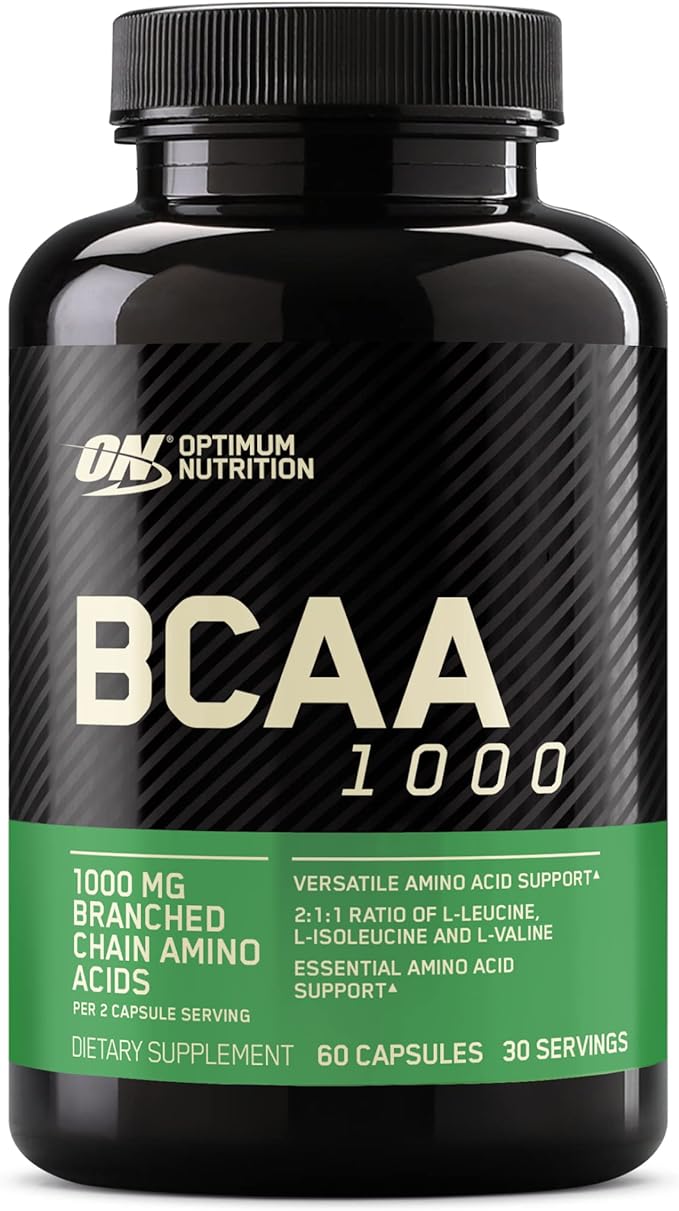 ON® OPTIMUM
NUTRITION
BCAA
1000
1000 MG
BRANCHED
CHAIN AMINO
ACIDS
PER 2 CAPSULE SERVING
VERSATILE AMINO ACID SUPPORT▲
2:1:1 RATIO OF L-LEUCINE,
L-ISOLEUCINE AND L-VALINE
ESSENTIAL AMINO ACID
SUPPORT▲
DIETARY SUPPLEMENT 60 CAPSULES 30 SERVINGS